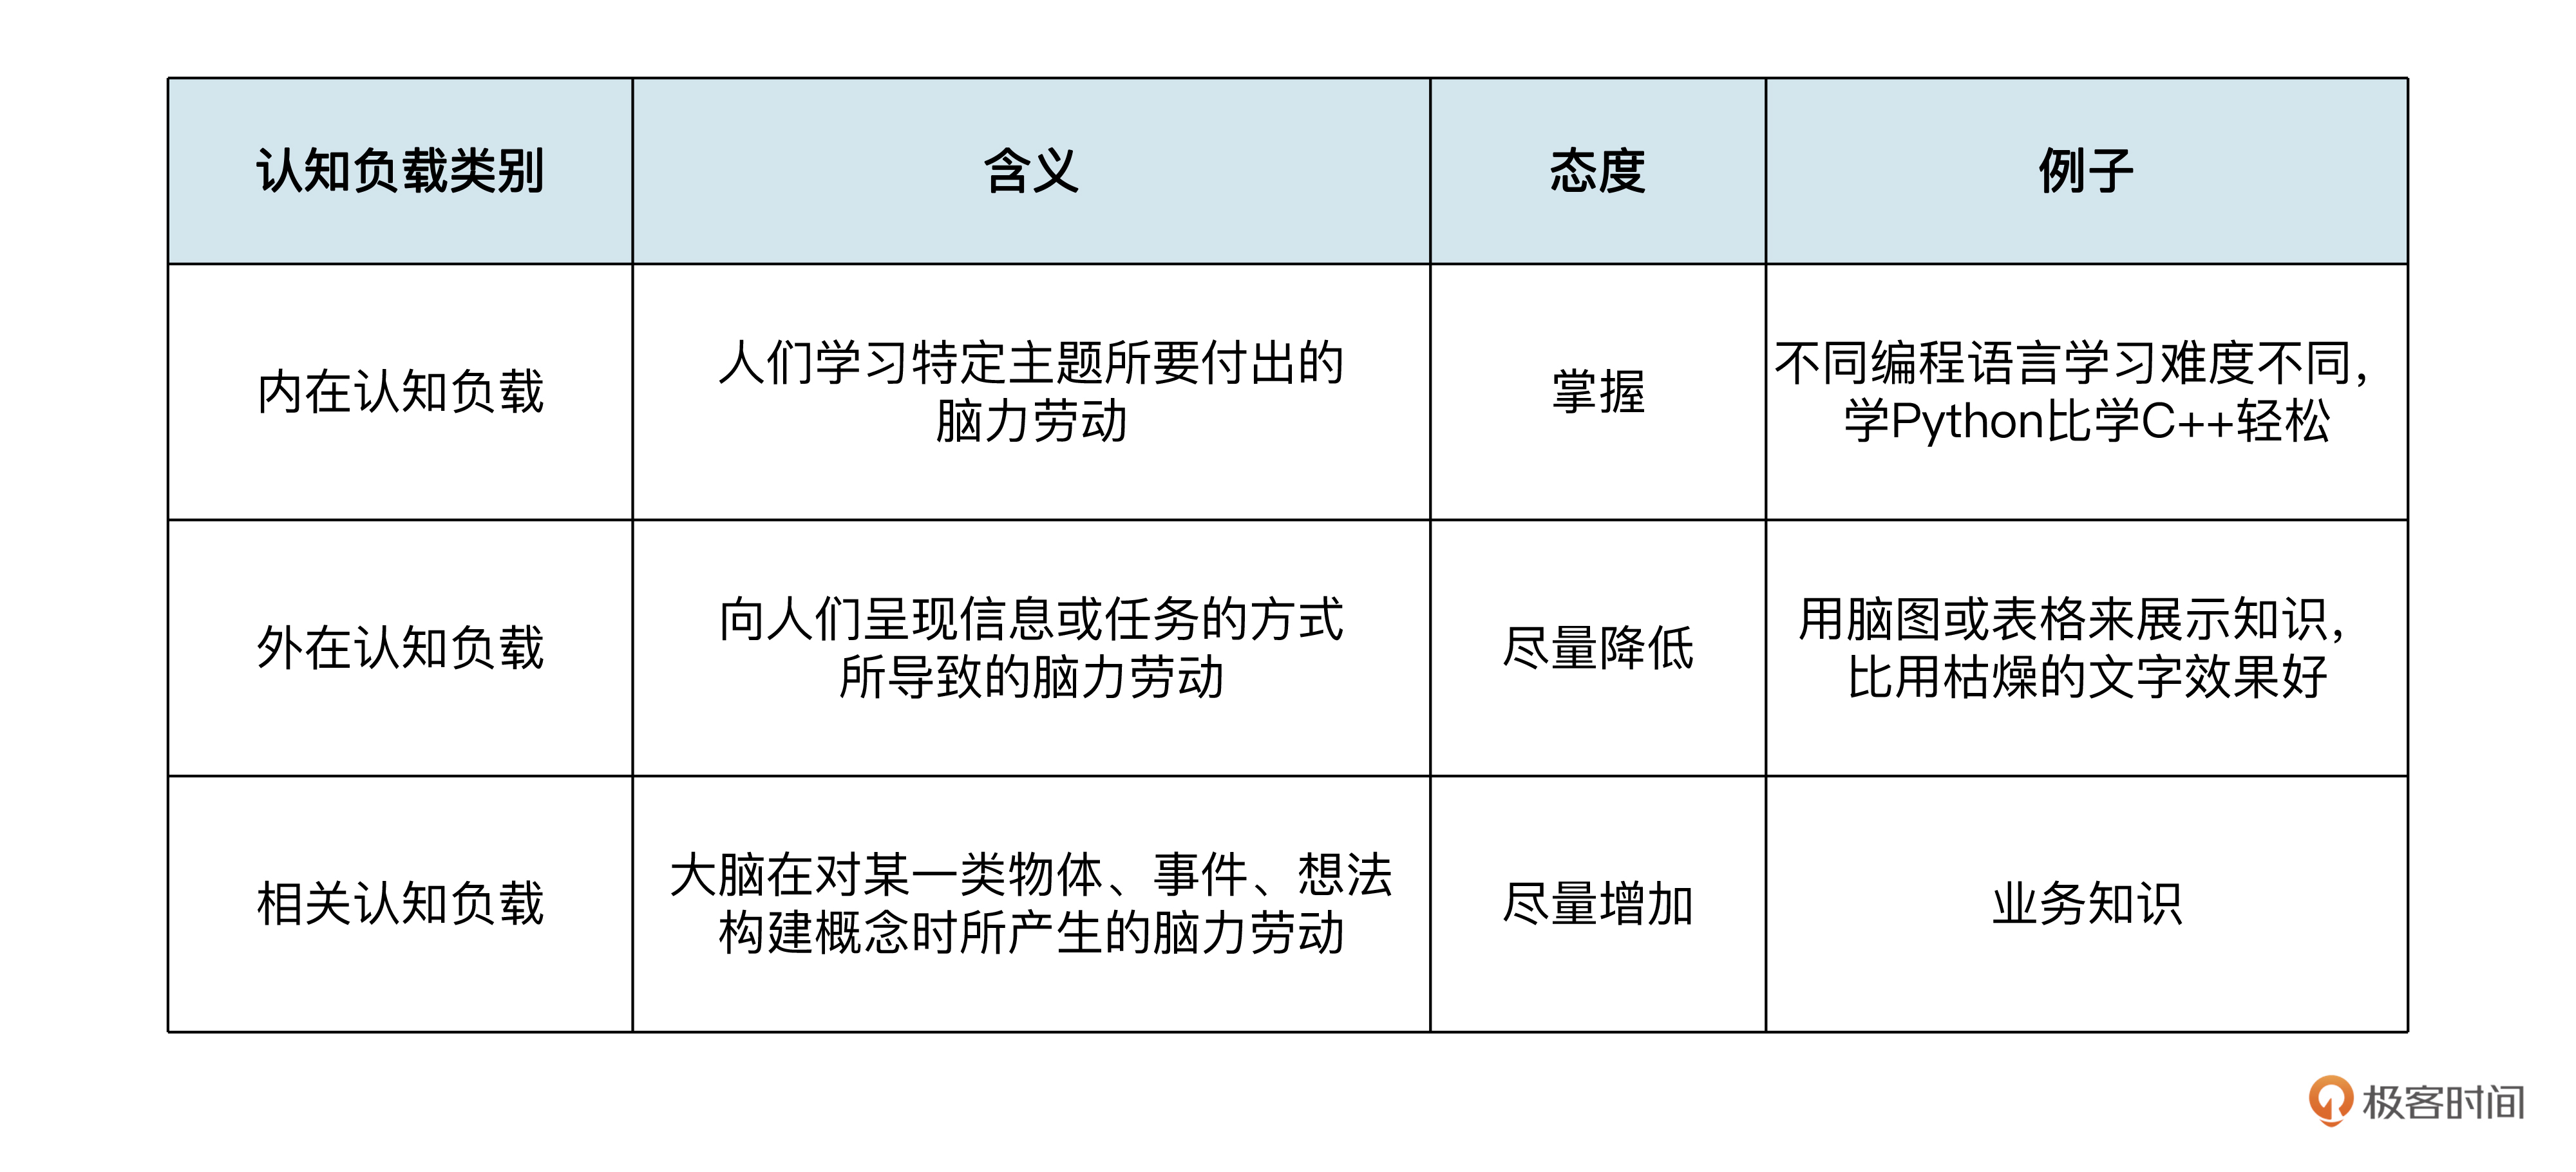 认知负载类别 含义 态度 例子
内在认知负载
人们学习特定主题所要付出的
脑力劳动
掌握
不同编程语言学习难度不同，
学Python比学C++轻松
外在认知负载
向人们呈现信息或任务的方式
所导致的脑力劳动
尽量降低
用脑图或表格来展示知识，
比用枯燥的文字效果好
相关认知负载
大脑在对某一类物体、事件、想法
构建概念时所产生的脑力劳动
尽量增加
业务知识
极客时间